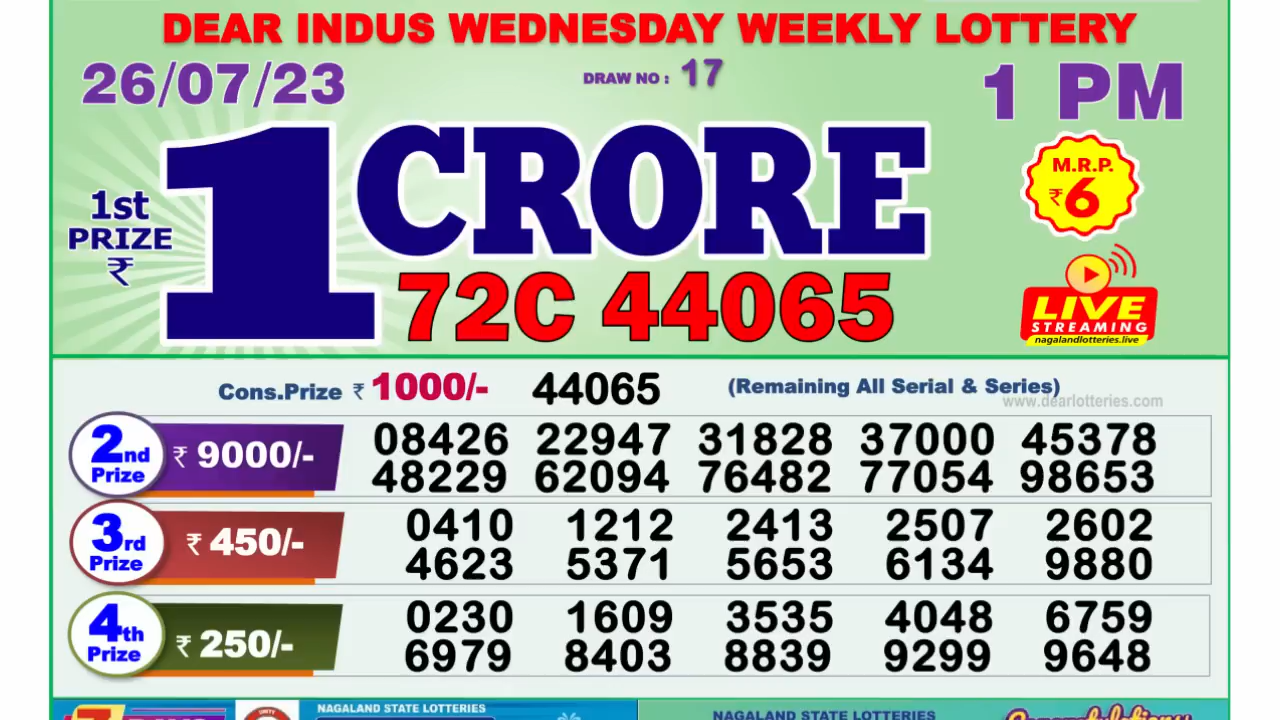 DEAR INDUS WEDNESDAY WEEKLY LOTTERY
26/07/23
DRAW NO : 17
1 PM
1st PRIZE ₹
1 CRORE
72C 44065
M.R.P.
₹6
LIVE
STREAMING
nagalandlotteries.live
Cons.Prize ₹ 1000/- 44065 (Remaining All Serial & Series)
www.dearlotteries.com
2nd Prize ₹ 9000/-
08426 22947 31828 37000 45378
48229 62094 76482 77054 98653
3rd Prize ₹ 450/-
0410 1212 2413 2507 2602
4623 5371 5653 6134 9880
4th Prize ₹ 250/-
0230 1609 3535 4048 6759
6979 8403 8839 9299 9648
NAGALAND STATE LOTTERIES
NAGALAND STATE LOTTERIES